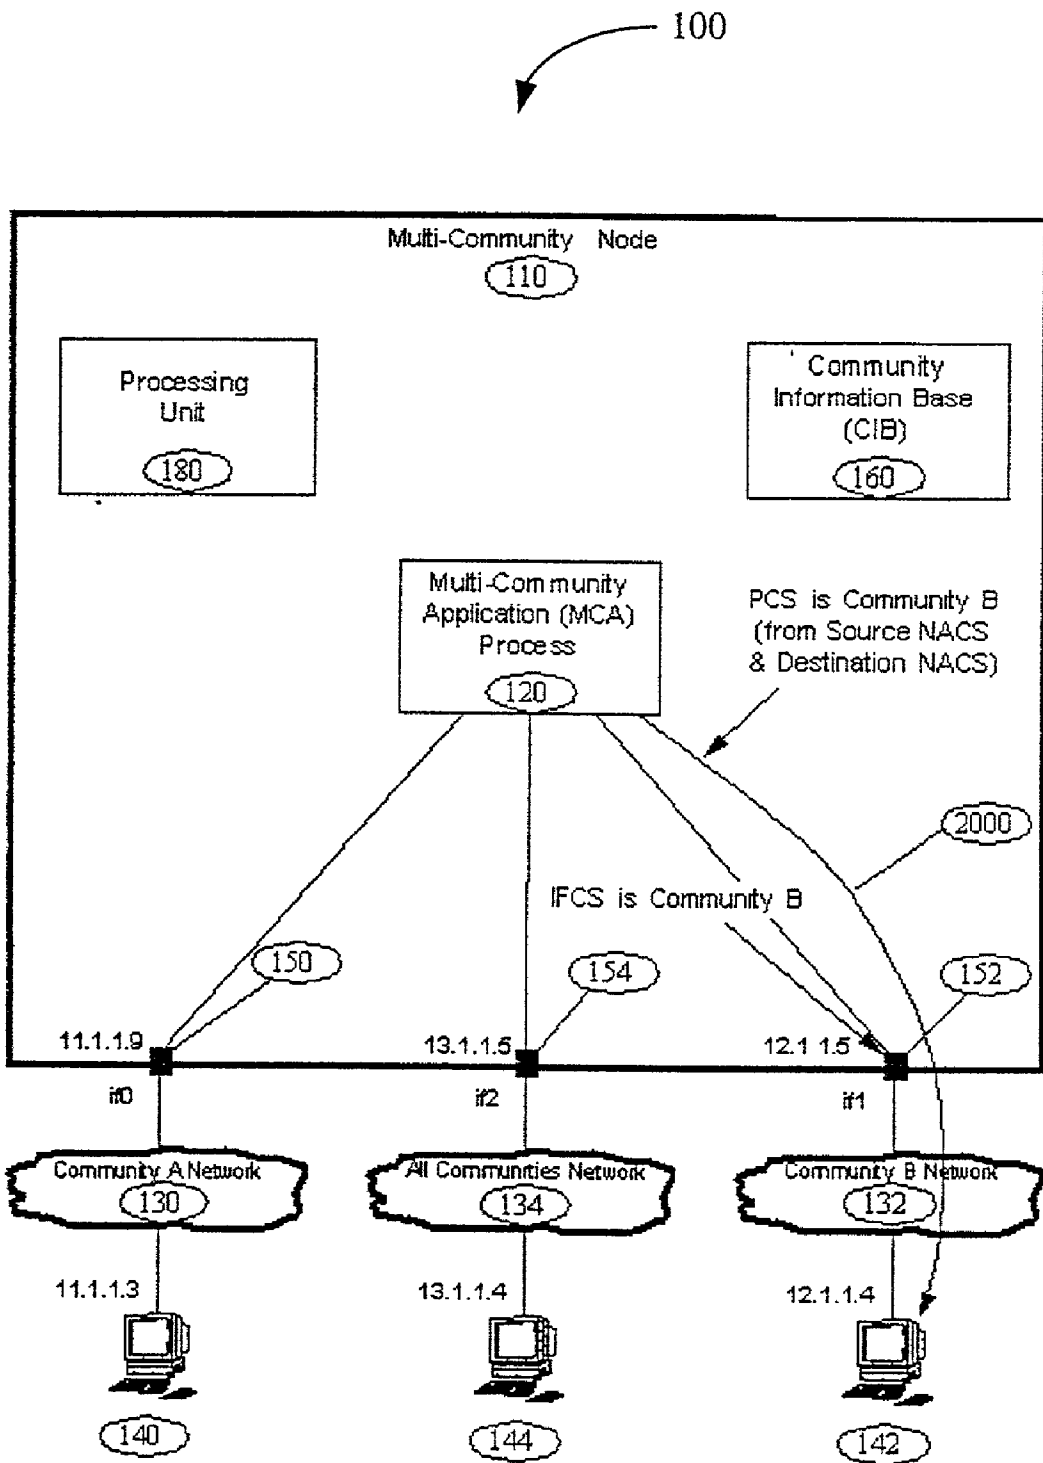 100
Multi-Community Node
110
Processing
Unit
180
Community
Information Base
(CIB)
160
Multi-Community
Application (MCA)
Process
120
PCS is Community B
(from Source NACS
& Destination NACS)
2000
IFCS is Community B
150
154
152
11.1.1.9
13.1.1.5
12.1 1.5
if0
if2
if1
Community A Network
130
All Communities Network
134
Community B Network
132
11.1.1.3
13.1.1.4
12.1.1.4
140
144
142